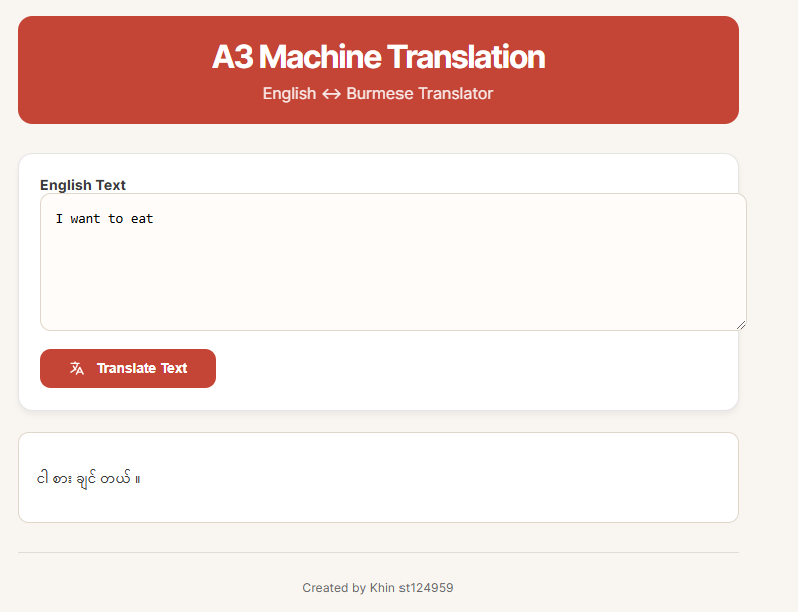 A3 Machine Translation
English ↔ Burmese Translator
English Text
I want to eat
Translate Text
ငါ စား ချင် တယ် ။
Created by Khin st124959